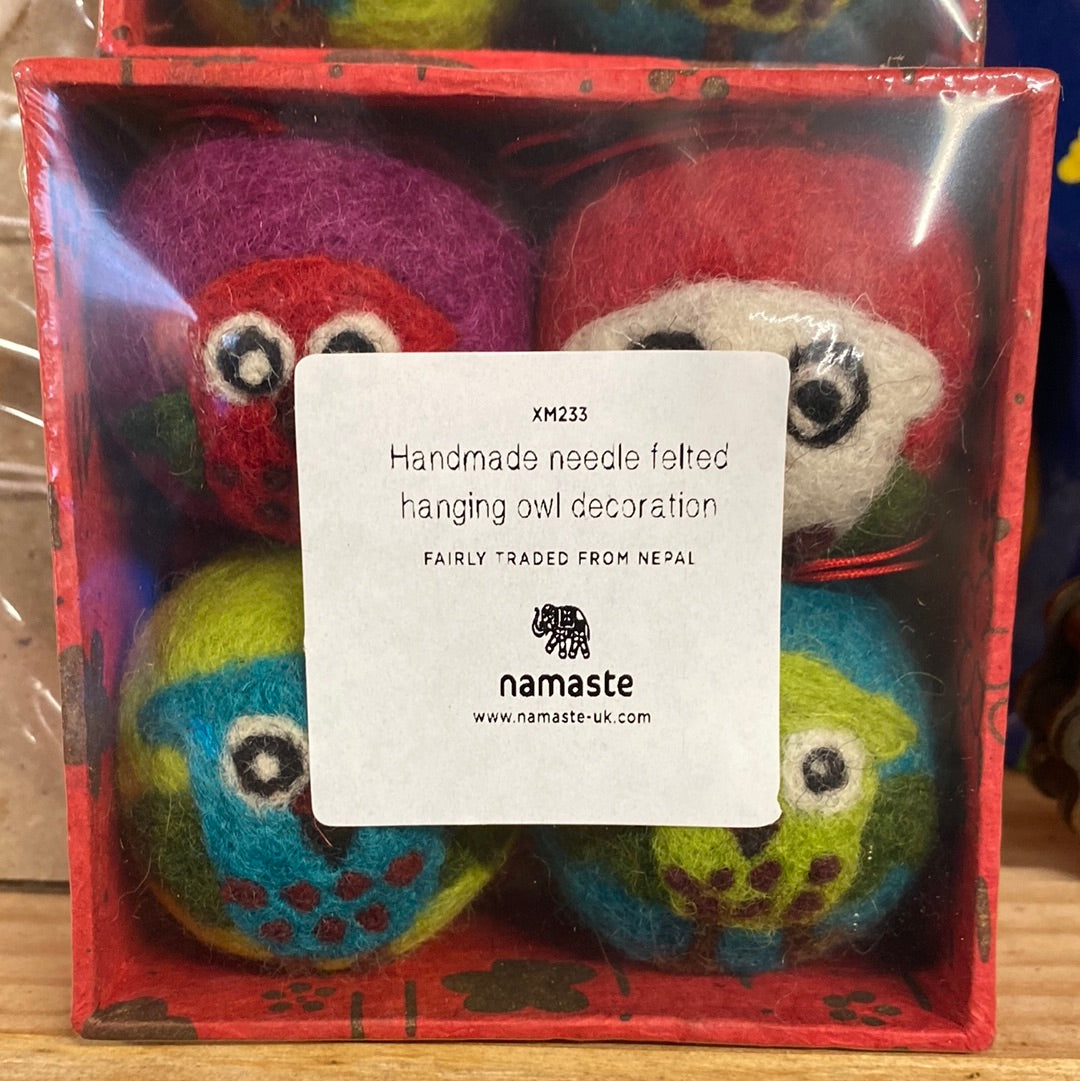 XM233
Handmade needle felted
hanging owl decoration
FAIRLY TRADED FROM NEPAL
namaste
www.namaste-uk.com